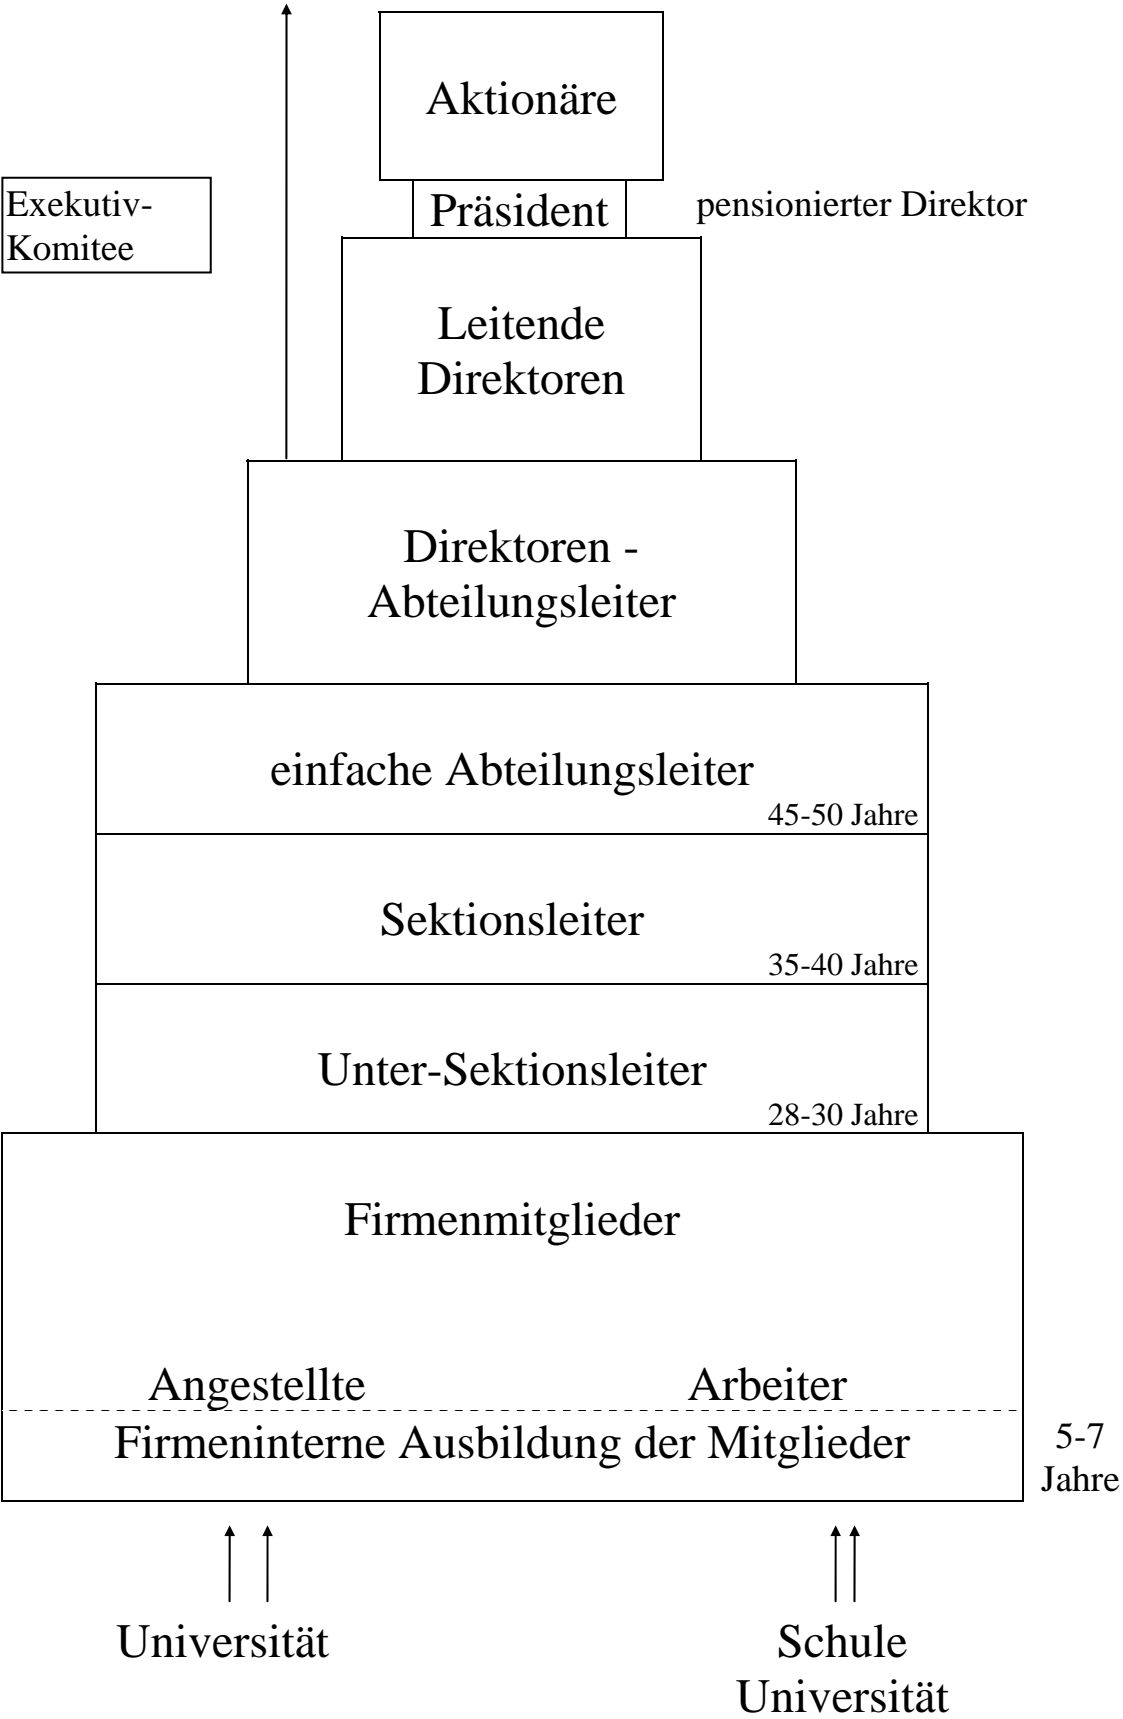 Aktionäre
Exekutiv-
Komitee
Präsident
pensionierter Direktor
Leitende
Direktoren
Direktoren -
Abteilungsleiter
einfache Abteilungsleiter
45-50 Jahre
Sektionsleiter
35-40 Jahre
Unter-Sektionsleiter
28-30 Jahre
Firmenmitglieder
Angestellte
Arbeiter
Firmeninterne Ausbildung der Mitglieder
5-7
Jahre
Universität
Schule
Universität